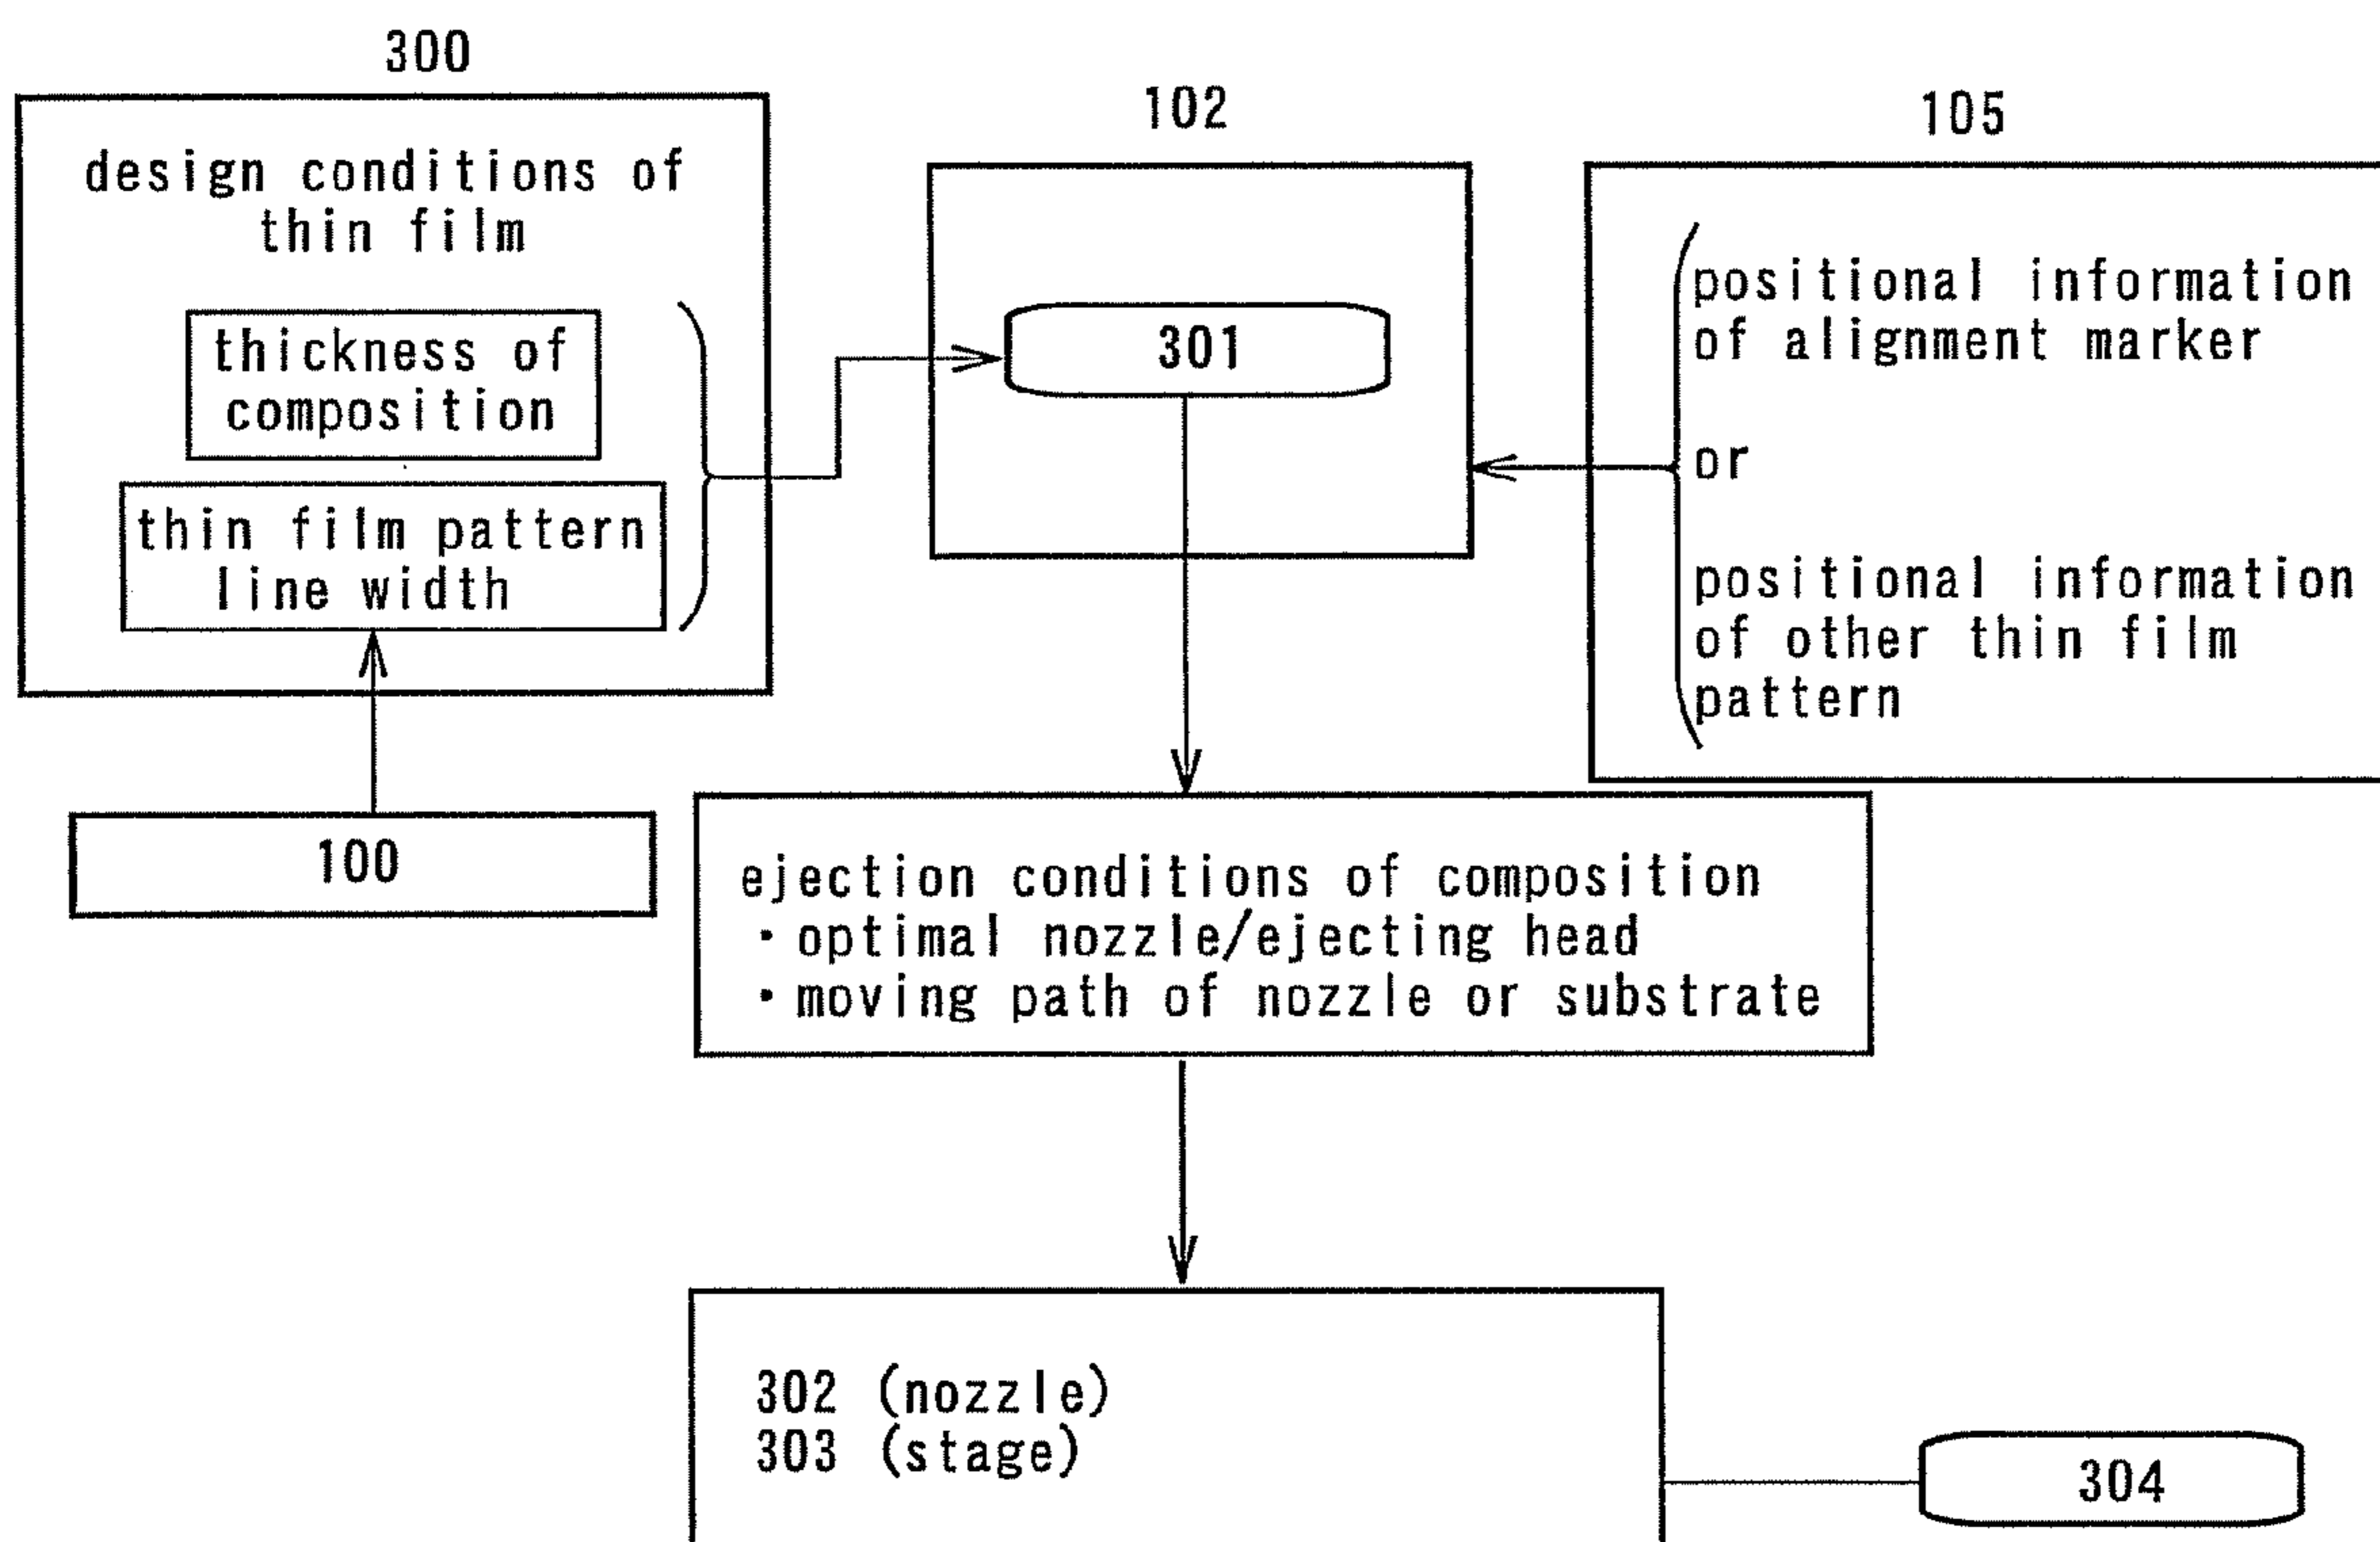 300
design conditions of
thin film
thickness of
composition
thin film pattern
line width
100
102
301
105
positional information
of alignment marker
or
positional information
of other thin film
pattern
ejection conditions of composition
・optimal nozzle/ejecting head
・moving path of nozzle or substrate
302 (nozzle)
303 (stage)
304